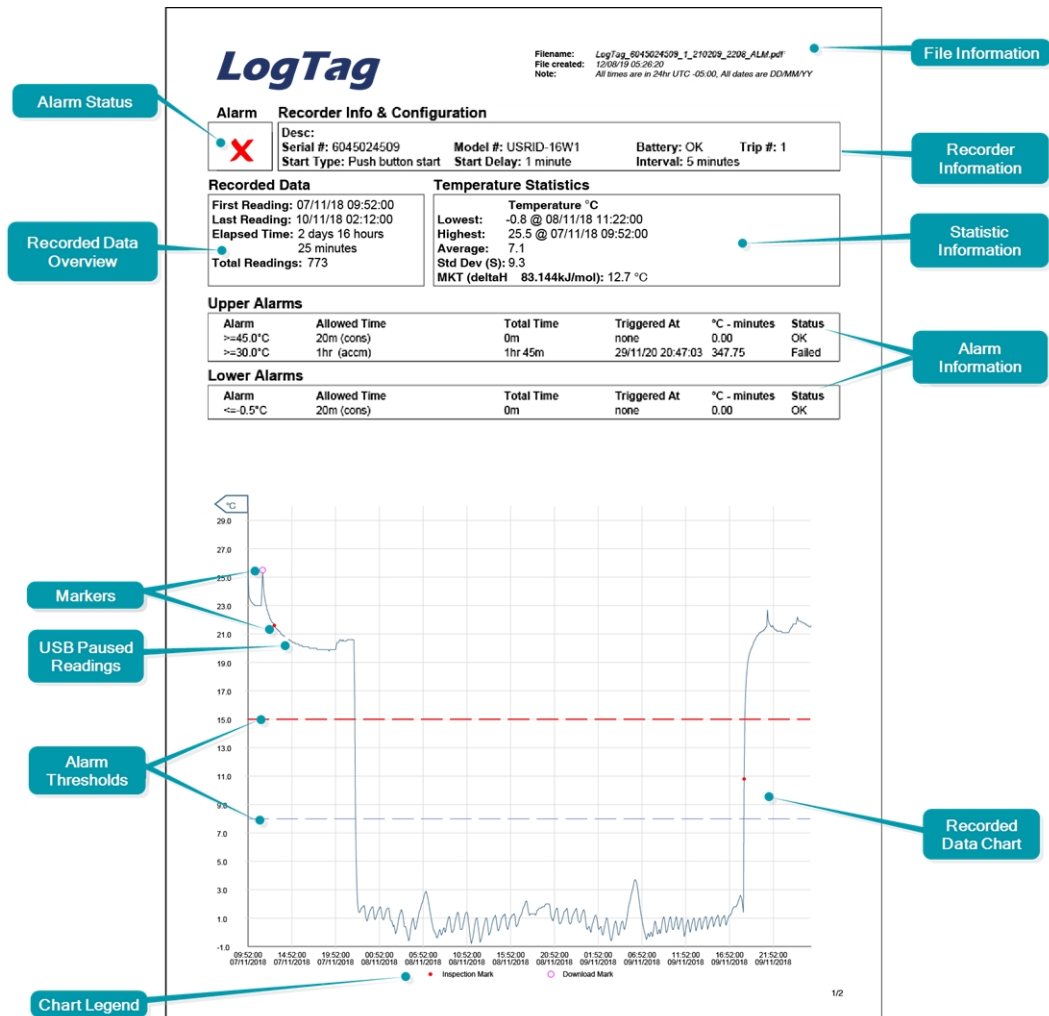 LogTag
Filename: LogTag_6045024509_1_210209_2208_ALM.pdf
File created: 12/08/19 05:26:20
Note: All times are in 24hr UTC -05:00, All dates are DD/MM/YY
File Information
Alarm Status
Alarm Recorder Info & Configuration
Desc:
Serial #: 6045024509 Model #: USRID-16W1 Battery: OK Trip #: 1
Start Type: Push button start Start Delay: 1 minute Interval: 5 minutes
Recorder
Information
Recorded Data Temperature Statistics
First Reading: 07/11/18 09:52:00
Last Reading: 10/11/18 02:12:00
Elapsed Time: 2 days 16 hours
25 minutes
Total Readings: 773
Temperature °C
Lowest: -0.8 @ 08/11/18 11:22:00
Highest: 25.5 @ 07/11/18 09:52:00
Average: 7.1
Std Dev (S): 9.3
MKT (deltaH 83.144kJ/mol): 12.7 °C
Recorded Data
Overview
Statistic
Information
Upper Alarms
Alarm Allowed Time Total Time Triggered At °C - minutes Status
>=45.0°C 20m (cons) 0m none 0.00 OK
>=30.0°C 1hr (accm) 1hr 45m 29/11/20 20:47:03 347.75 Failed
Alarm
Information
Lower Alarms
Alarm Allowed Time Total Time Triggered At °C - minutes Status
<=-0.5°C 20m (cons) 0m none 0.00 OK
°C
29.0
27.0
25.0
23.0
21.0
19.0
17.0
15.0
13.0
11.0
9.0
7.0
5.0
3.0
1.0
-1.0
Markers
USB Paused
Readings
Alarm
Thresholds
Recorded
Data Chart
09:52:00 14:52:00 19:52:00 00:52:00 05:52:00 10:52:00 15:52:00 20:52:00 01:52:00 06:52:00 11:52:00 16:52:00 21:52:00
07/11/2018 07/11/2018 07/11/2018 08/11/2018 08/11/2018 08/11/2018 08/11/2018 08/11/2018 09/11/2018 09/11/2018 09/11/2018 09/11/2018 09/11/2018
Inspection Mark Download Mark
Chart Legend
1/2